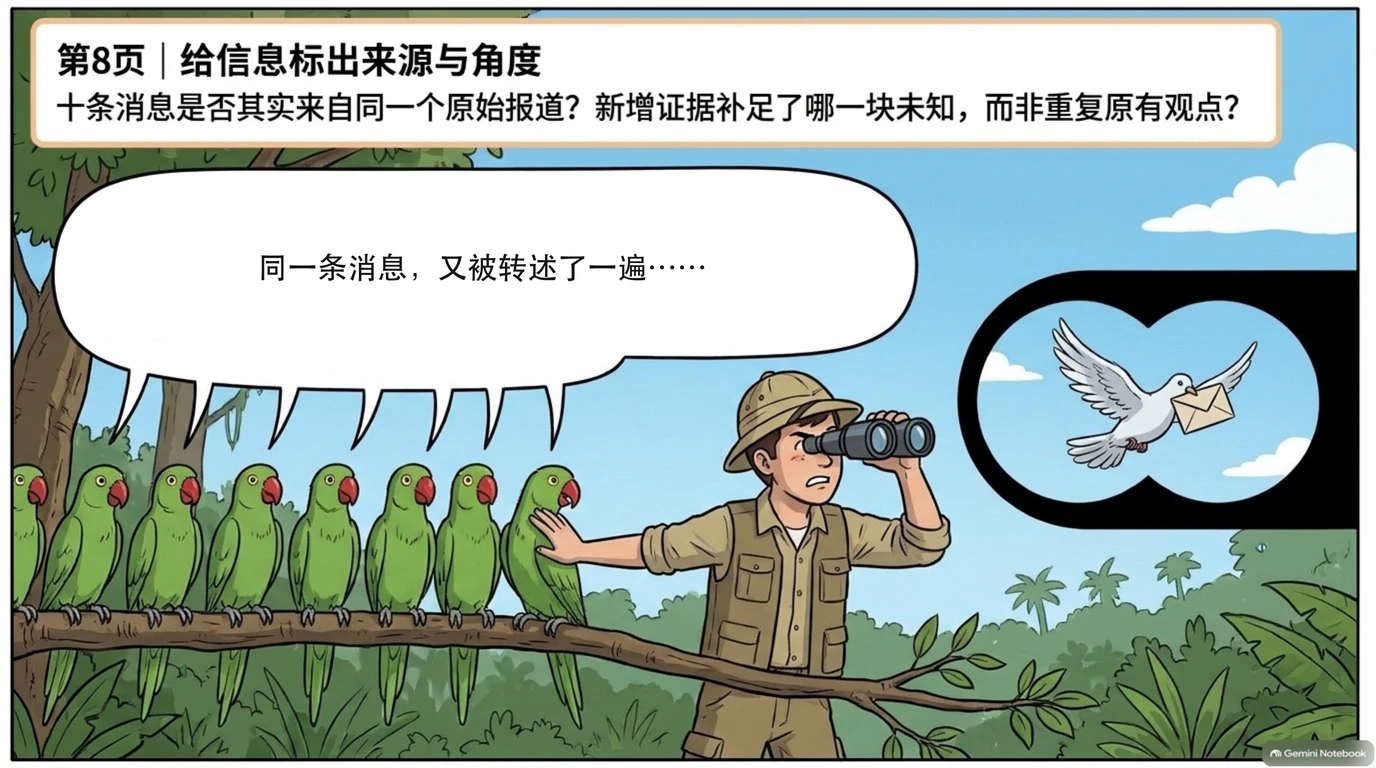 第8页｜给信息标出来源与角度
十条消息是否其实来自同一个原始报道？新增证据补足了哪一块未知，而非重复原有观点？
同一条消息，又被转述了一遍……
Gemini Notebook